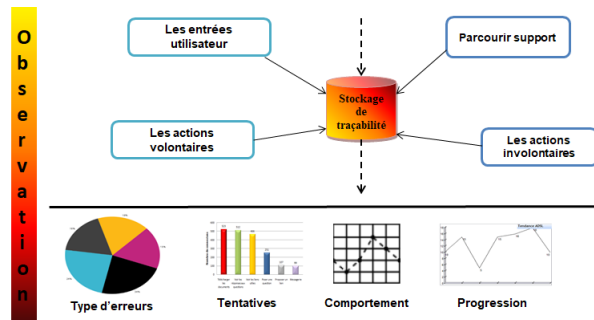 Observation
Les entrées
utilisateur
Parcourir support
Stockage
de
traçabilité
Les actions
volontaires
Les actions
involontaires
Type d'erreurs
Tentatives
Comportement
Progression